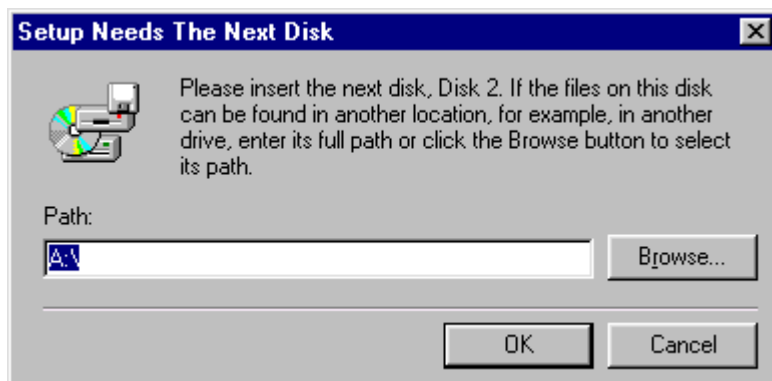 Setup Needs The Next Disk
Please insert the next disk, Disk 2. If the files on this disk
can be found in another location, for example, in another
drive, enter its full path or click the Browse button to select
its path.
Path:
A:\
Browse...
OK
Cancel